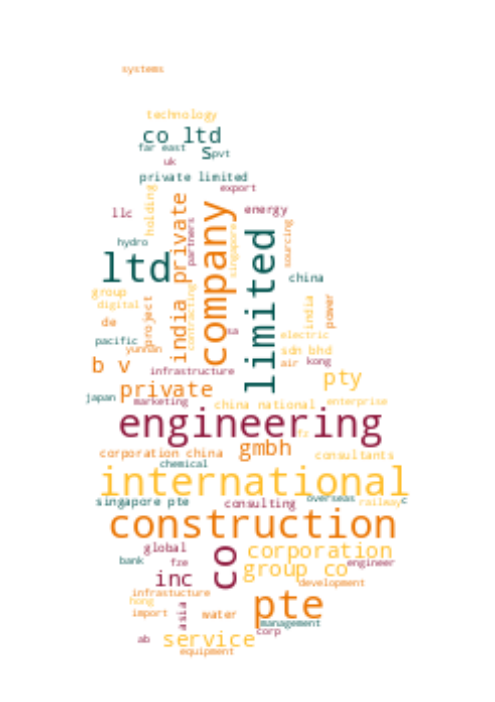 systems
technology
co ltd
far east
s
pvt
uk
private limited
export
llc
holding
india private
partners
company
energy
singapore
limited
sourcing
hydro
ltd
china
group
digital
project
contracting
india
power
de
sa
pacific
yunnan
electric
sdn bhd
air
kong
b v
infrastructure
pty
private
japan
marketing
china national
enterprise
engineering
fz
gmbh
corporation china
consultants
chemical
international
singapore pte
consulting
overseas
railway
c
construction
global
co
corporation
bank
fze
group co
engineer
inc
development
infrastucture
hong
pte
import
asia
water
management
corp
ab
service
equipment